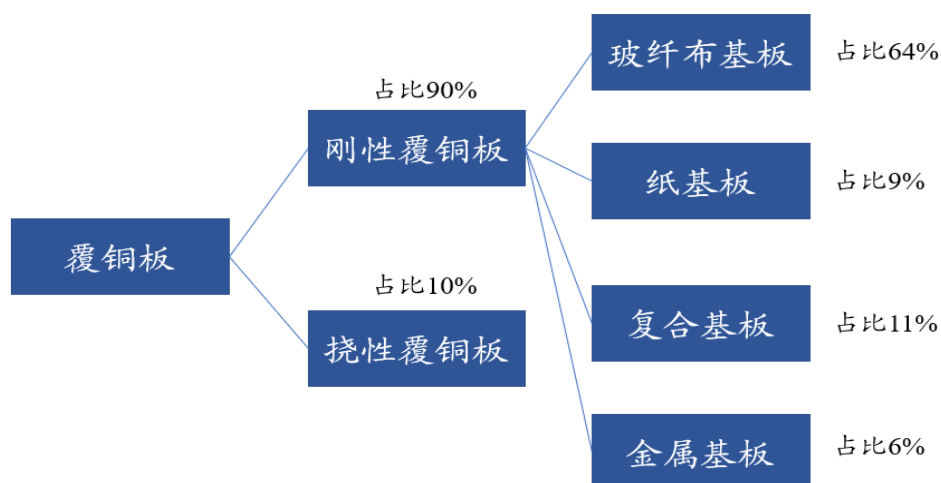 覆铜板
占比90%
刚性覆铜板
占比10%
挠性覆铜板
玻纤布基板
占比64%
纸基板
占比9%
复合基板
占比11%
金属基板
占比6%